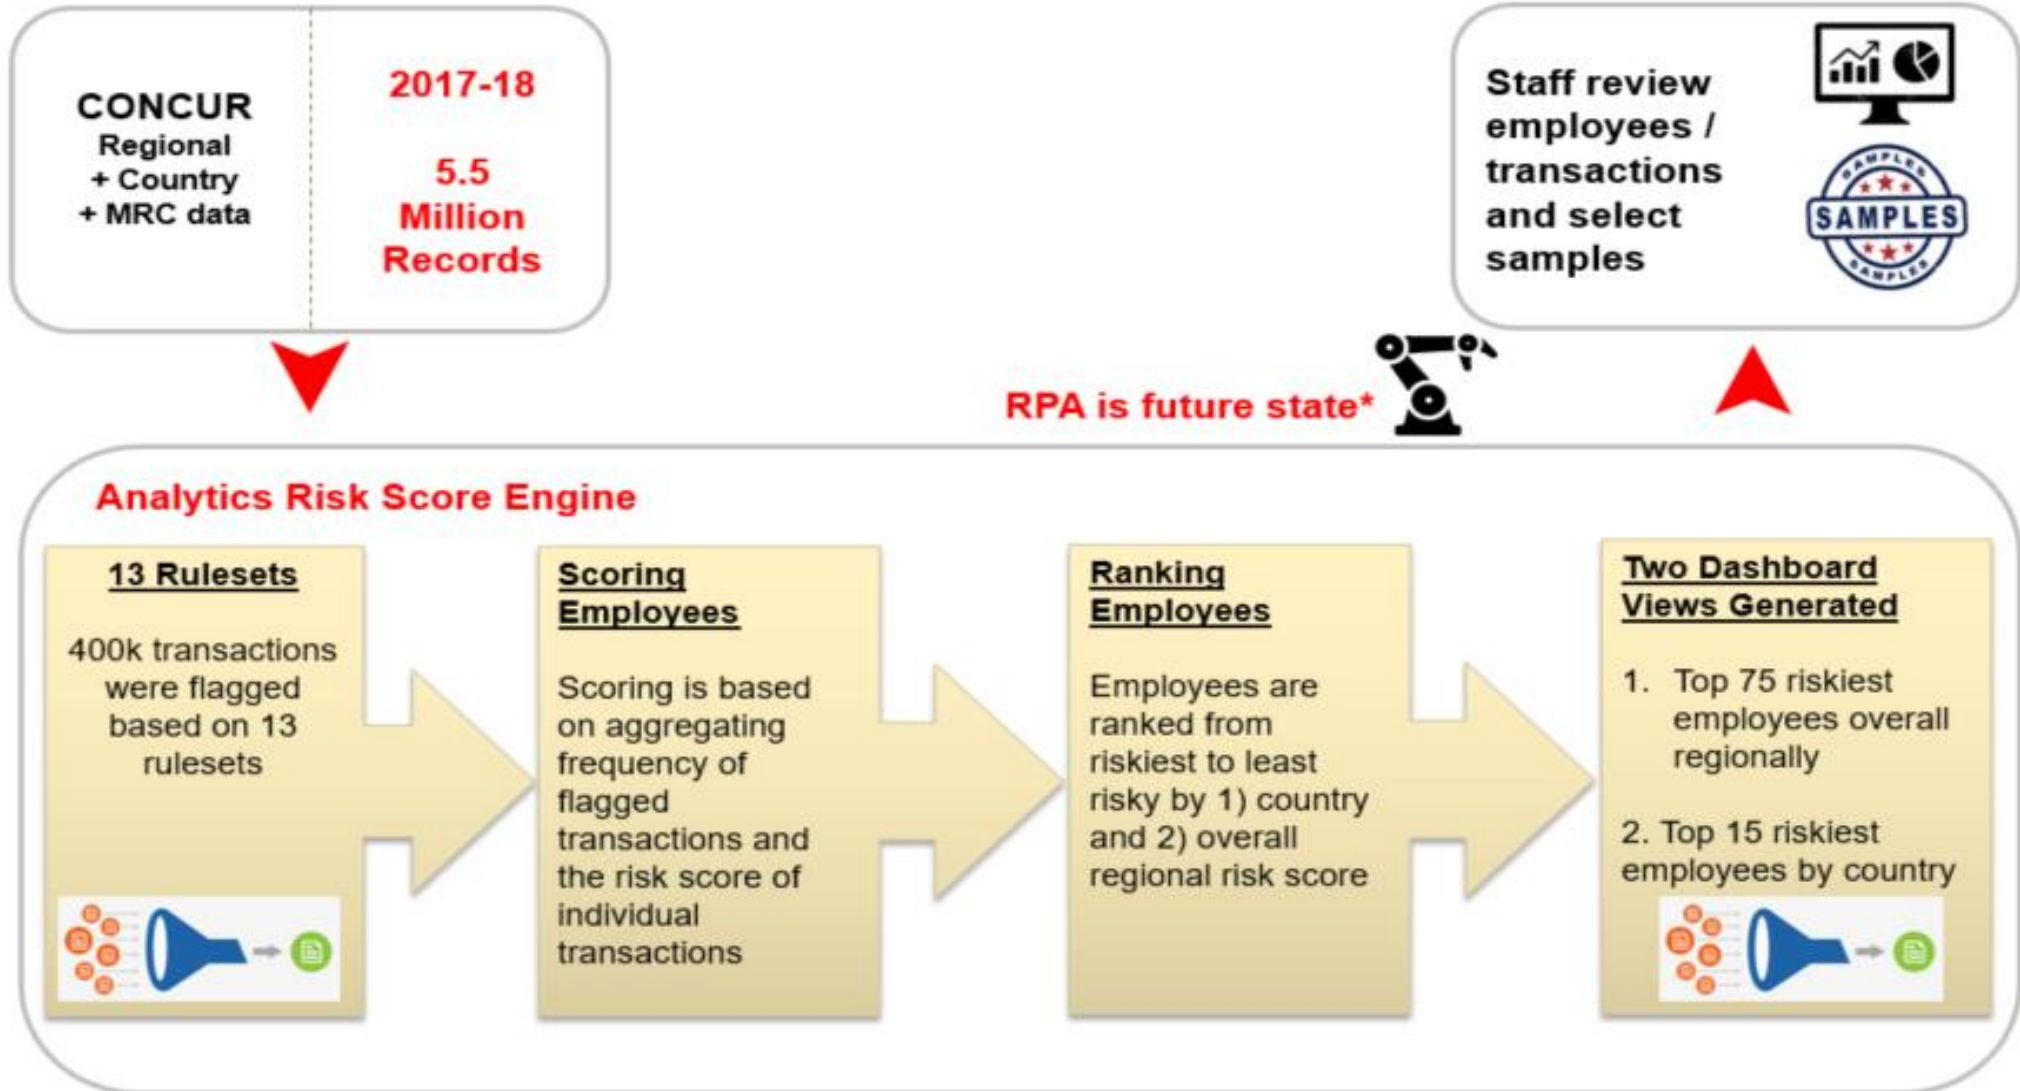 CONCUR
Regional
+ Country
+ MRC data
2017-18
5.5
Million
Records
Staff review
employees /
transactions
and select
samples
SAMPLES
SAMPLES
SAMPLES
RPA is future state*
Analytics Risk Score Engine
13 Rulesets
400k transactions
were flagged
based on 13
rulesets
Scoring
Employees
Scoring is based
on aggregating
frequency of
flagged
transactions and
the risk score of
individual
transactions
Ranking
Employees
Employees are
ranked from
riskiest to least
risky by 1) country
and 2) overall
regional risk score
Two Dashboard
Views Generated
1. Top 75 riskiest
employees overall
regionally
2. Top 15 riskiest
employees by country